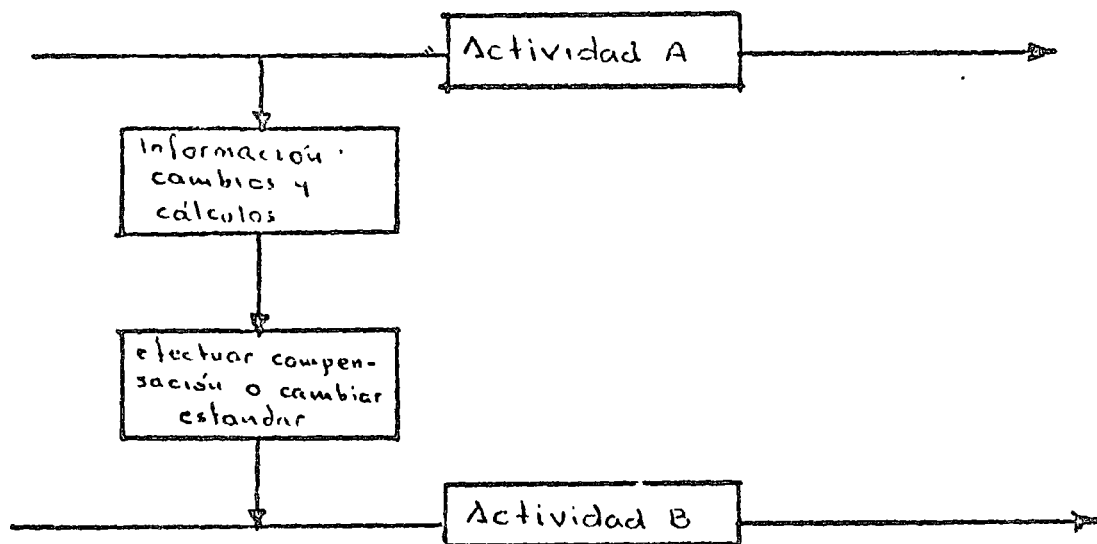 Actividad A
Información
cambios y
cálculos
efectuar compen-
sación o cambiar
estandar
Actividad B